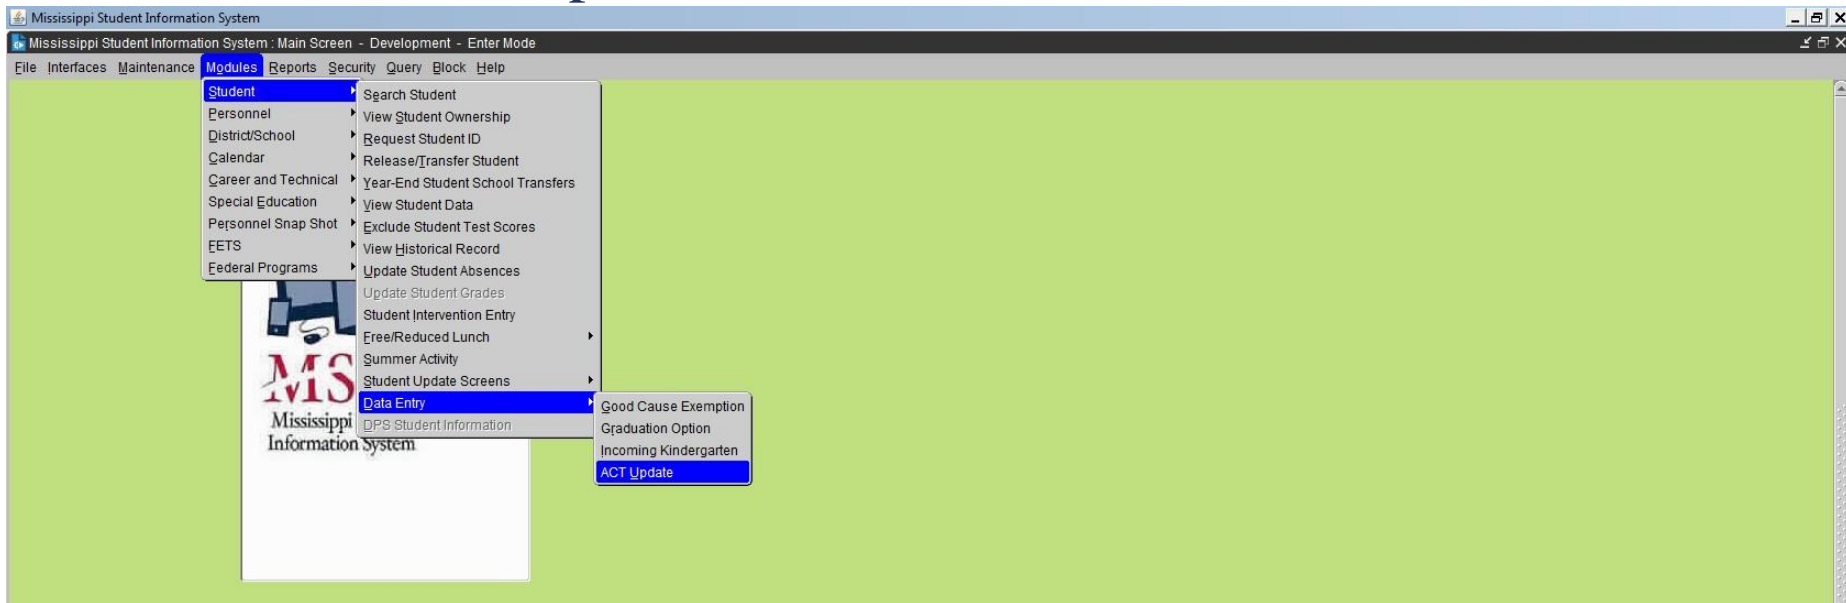 Mississippi Student Information System
Mississippi Student Information System : Main Screen - Development - Enter Mode
File Interfaces Maintenance Modules Reports Security Query Block Help
Student
Personnel
District/School
Calendar
Career and Technical
Special Education
Personnel Snap Shot
FETS
Federal Programs
Search Student
View Student Ownership
Request Student ID
Release/Transfer Student
Year-End Student School Transfers
View Student Data
Exclude Student Test Scores
View Historical Record
Update Student Absences
Update Student Grades
Student Intervention Entry
Free/Reduced Lunch
Summer Activity
Student Update Screens
Data Entry
DPS Student Information
Good Cause Exemption
Graduation Option
Incoming Kindergarten
ACT Update
MS
Mississippi
Information System